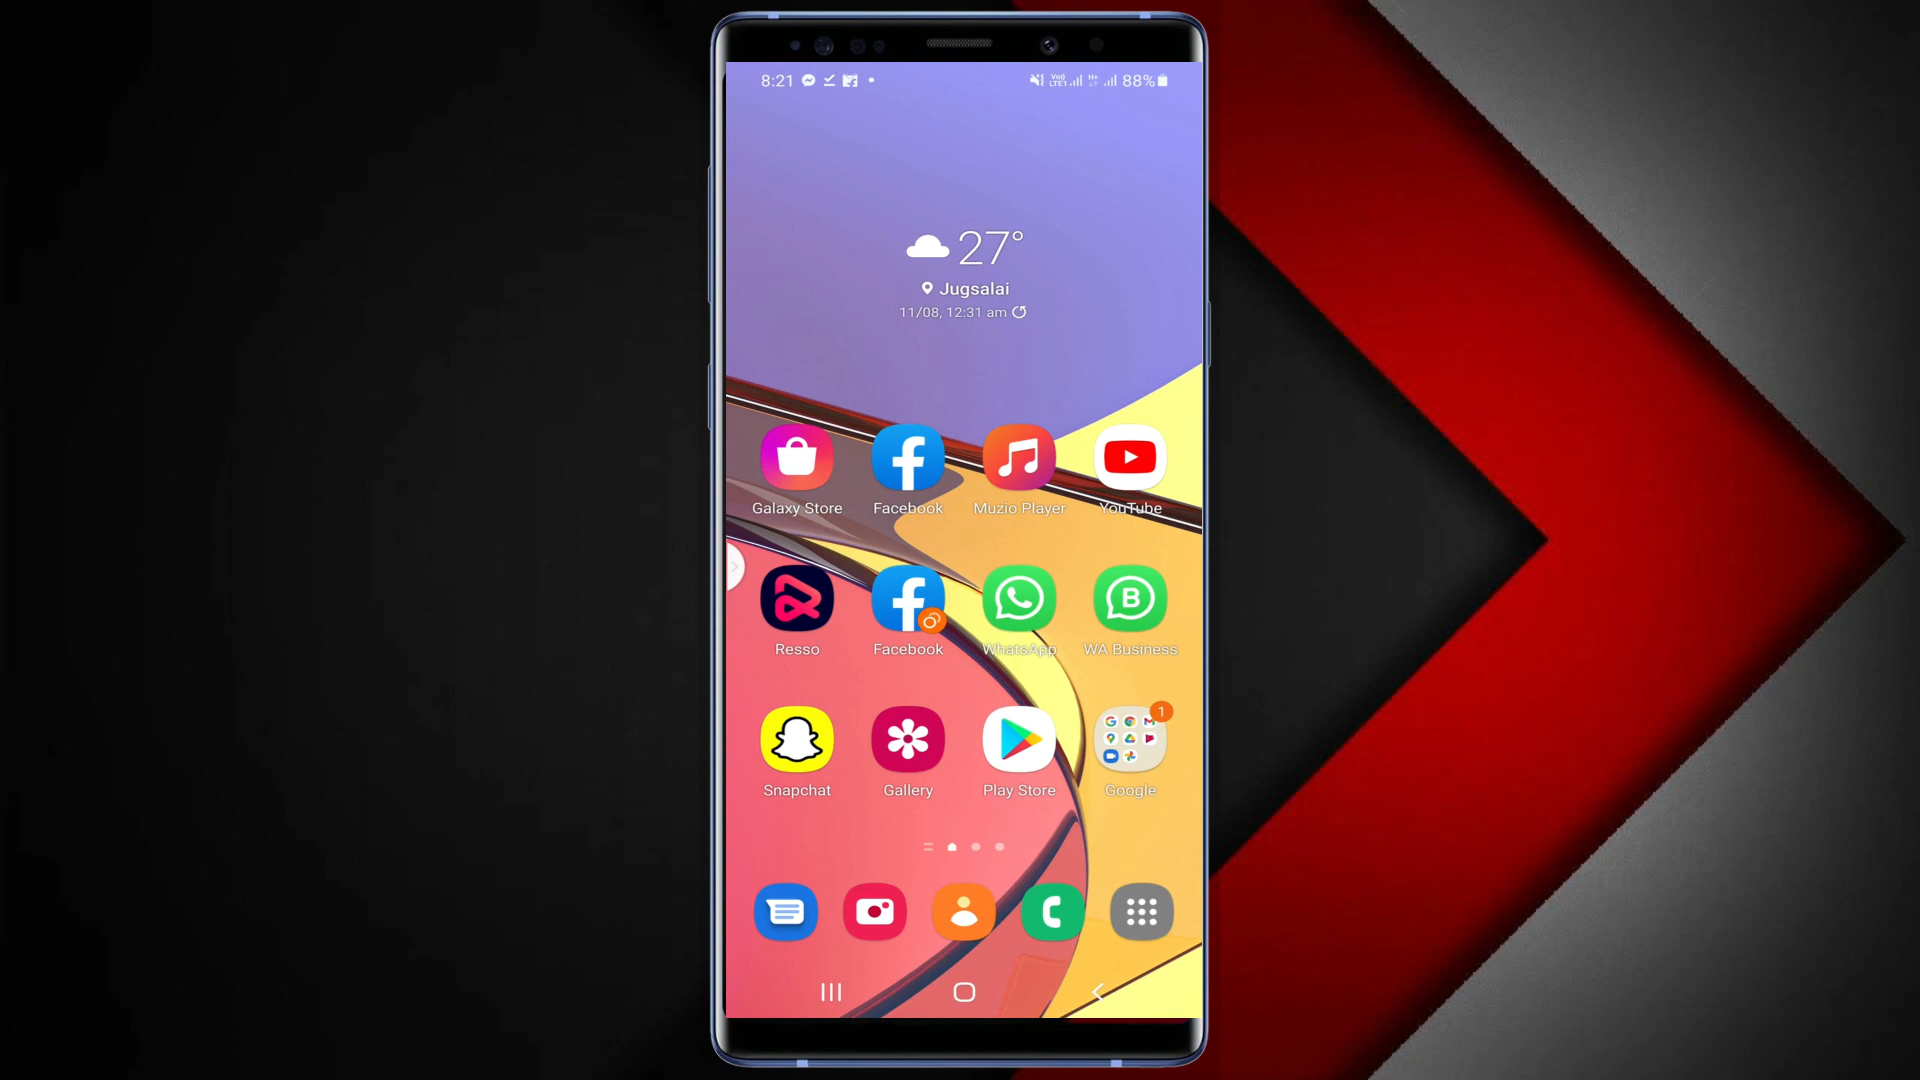 8:21
88%
27°
Jugsalai
11/08, 12:31 am
Galaxy Store
Facebook
Muzio Player
YouTube
Resso
Facebook
WhatsApp
WA Business
B
1
Snapchat
Gallery
Play Store
Google